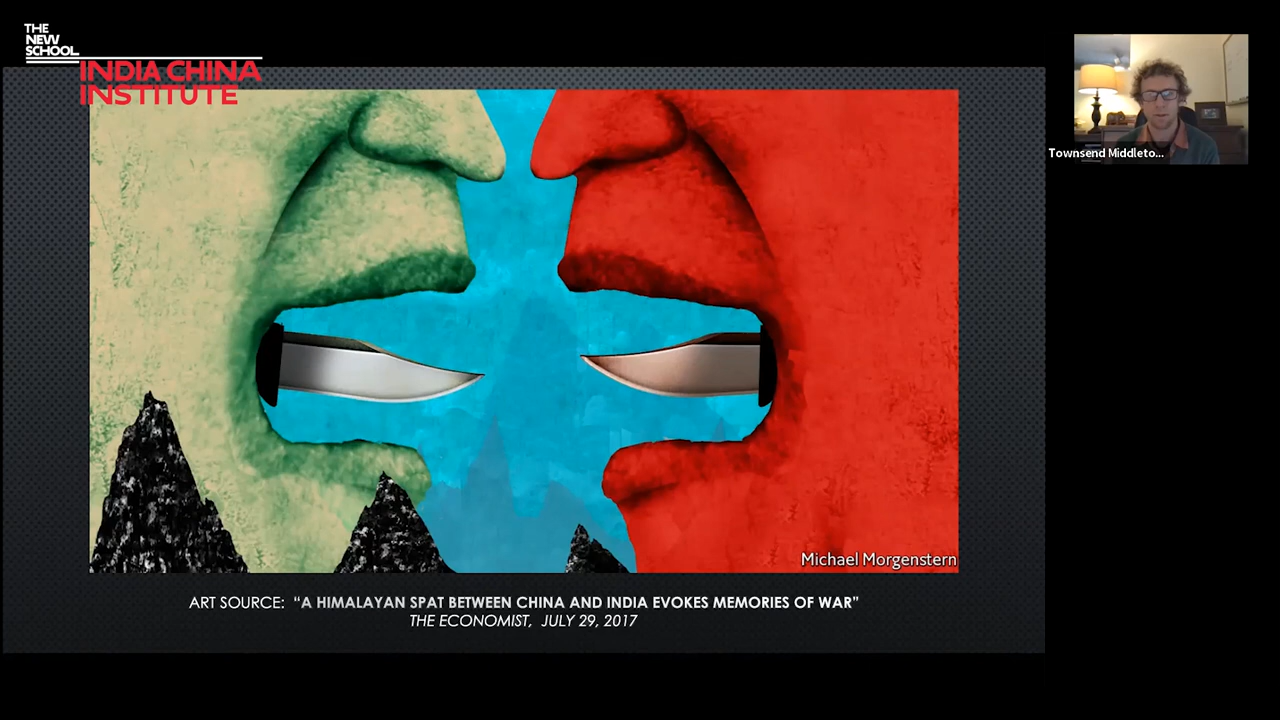 THE
NEW
SCHOOL
INDIA CHINA
INSTITUTE
Townsend Middleto...
Michael Morgenstern
ART SOURCE: “A HIMALAYAN SPAT BETWEEN CHINA AND INDIA EVOKES MEMORIES OF WAR”
THE ECONOMIST, JULY 29, 2017